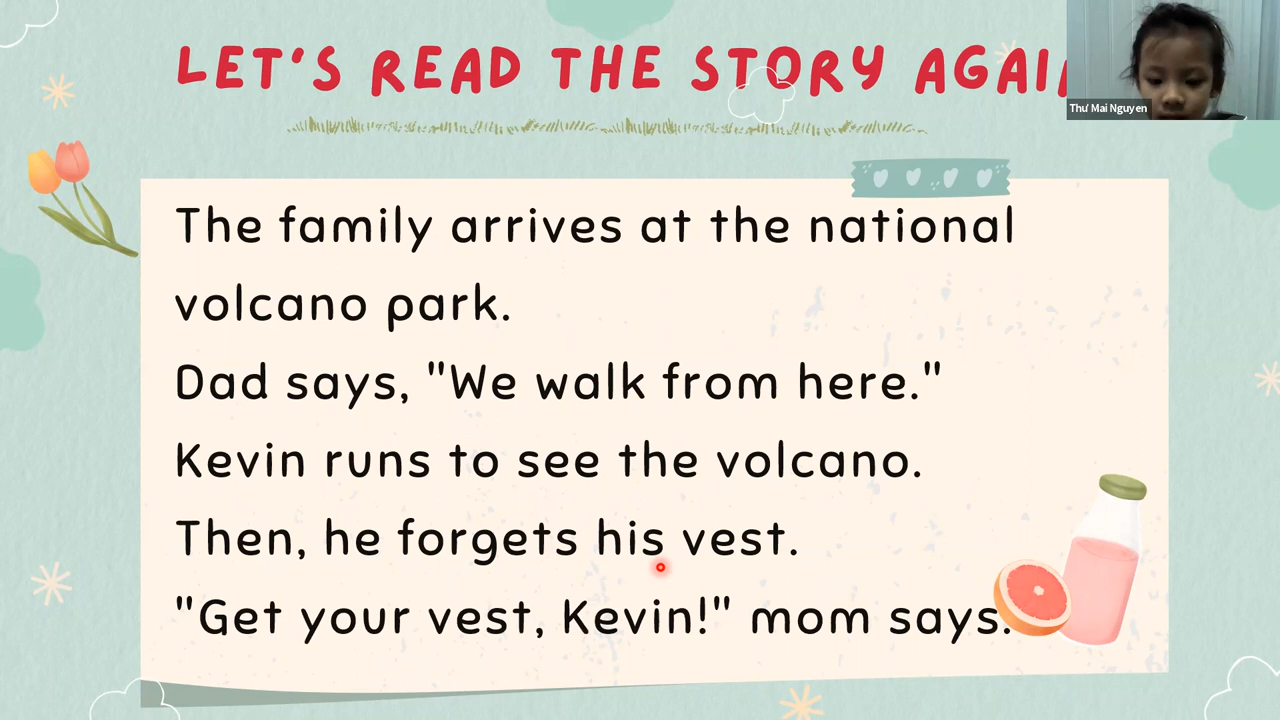 LET'S READ THE STORY
Thư Mai Nguyen
The family arrives at the national
volcano park.
Dad says, "We walk from here."
Kevin runs to see the volcano.
Then, he forgets his vest.
"Get your vest, Kevin!" mom says.